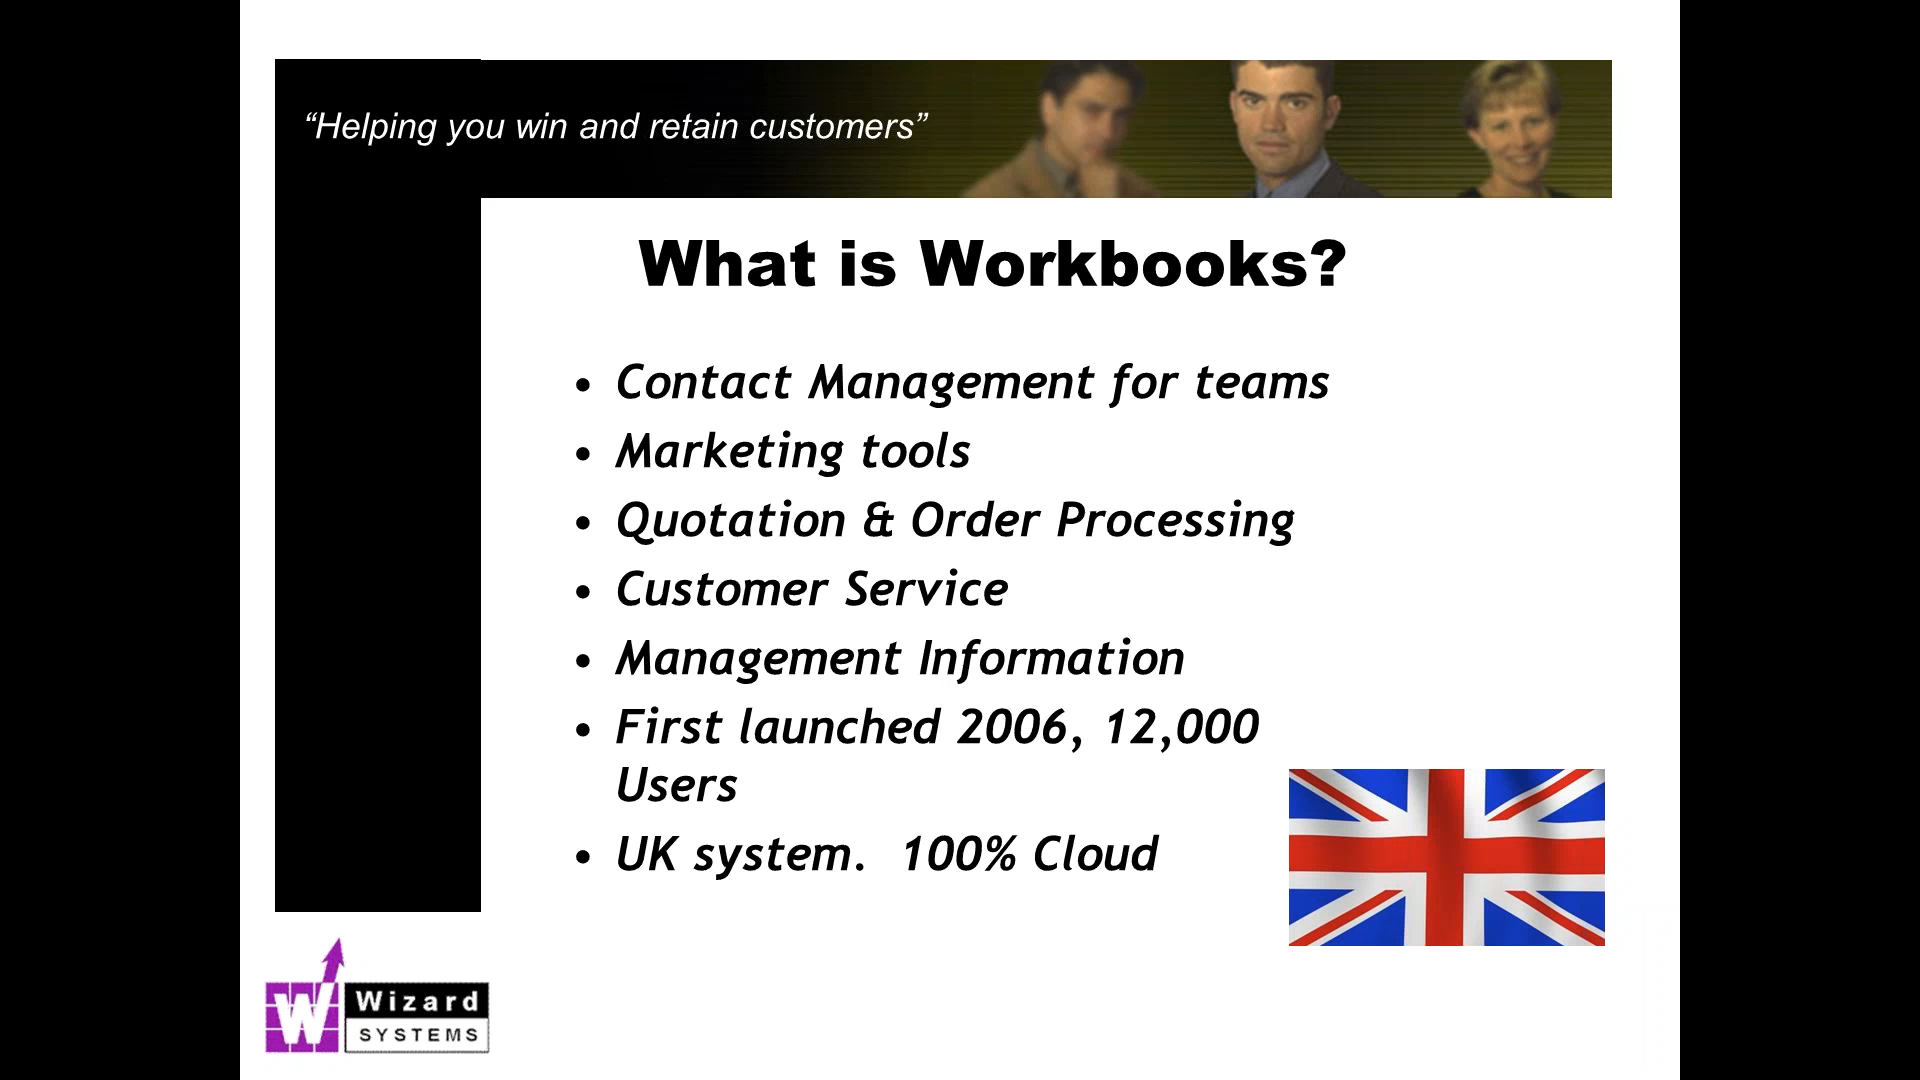 “Helping you win and retain customers”
What is Workbooks?
• Contact Management for teams
• Marketing tools
• Quotation & Order Processing
• Customer Service
• Management Information
• First launched 2006, 12,000
Users
• UK system.  100% Cloud
W Wizard
SYSTEMS